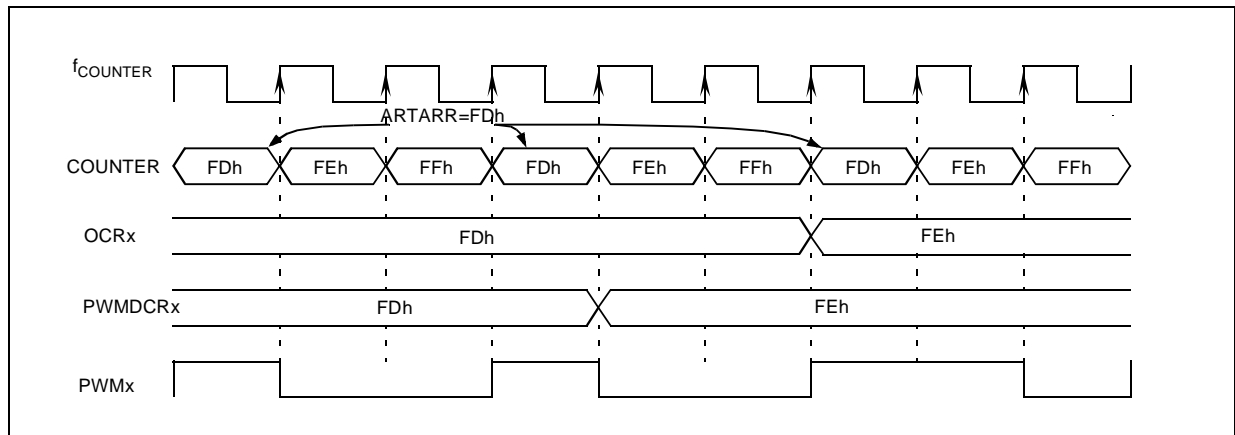 fCOUNTER
ARTARR=FDh
COUNTER FDh FEh FFh FDh FEh FFh FDh FEh FFh
OCRx FDh FEh
PWMDCRx FDh FEh
PWMx